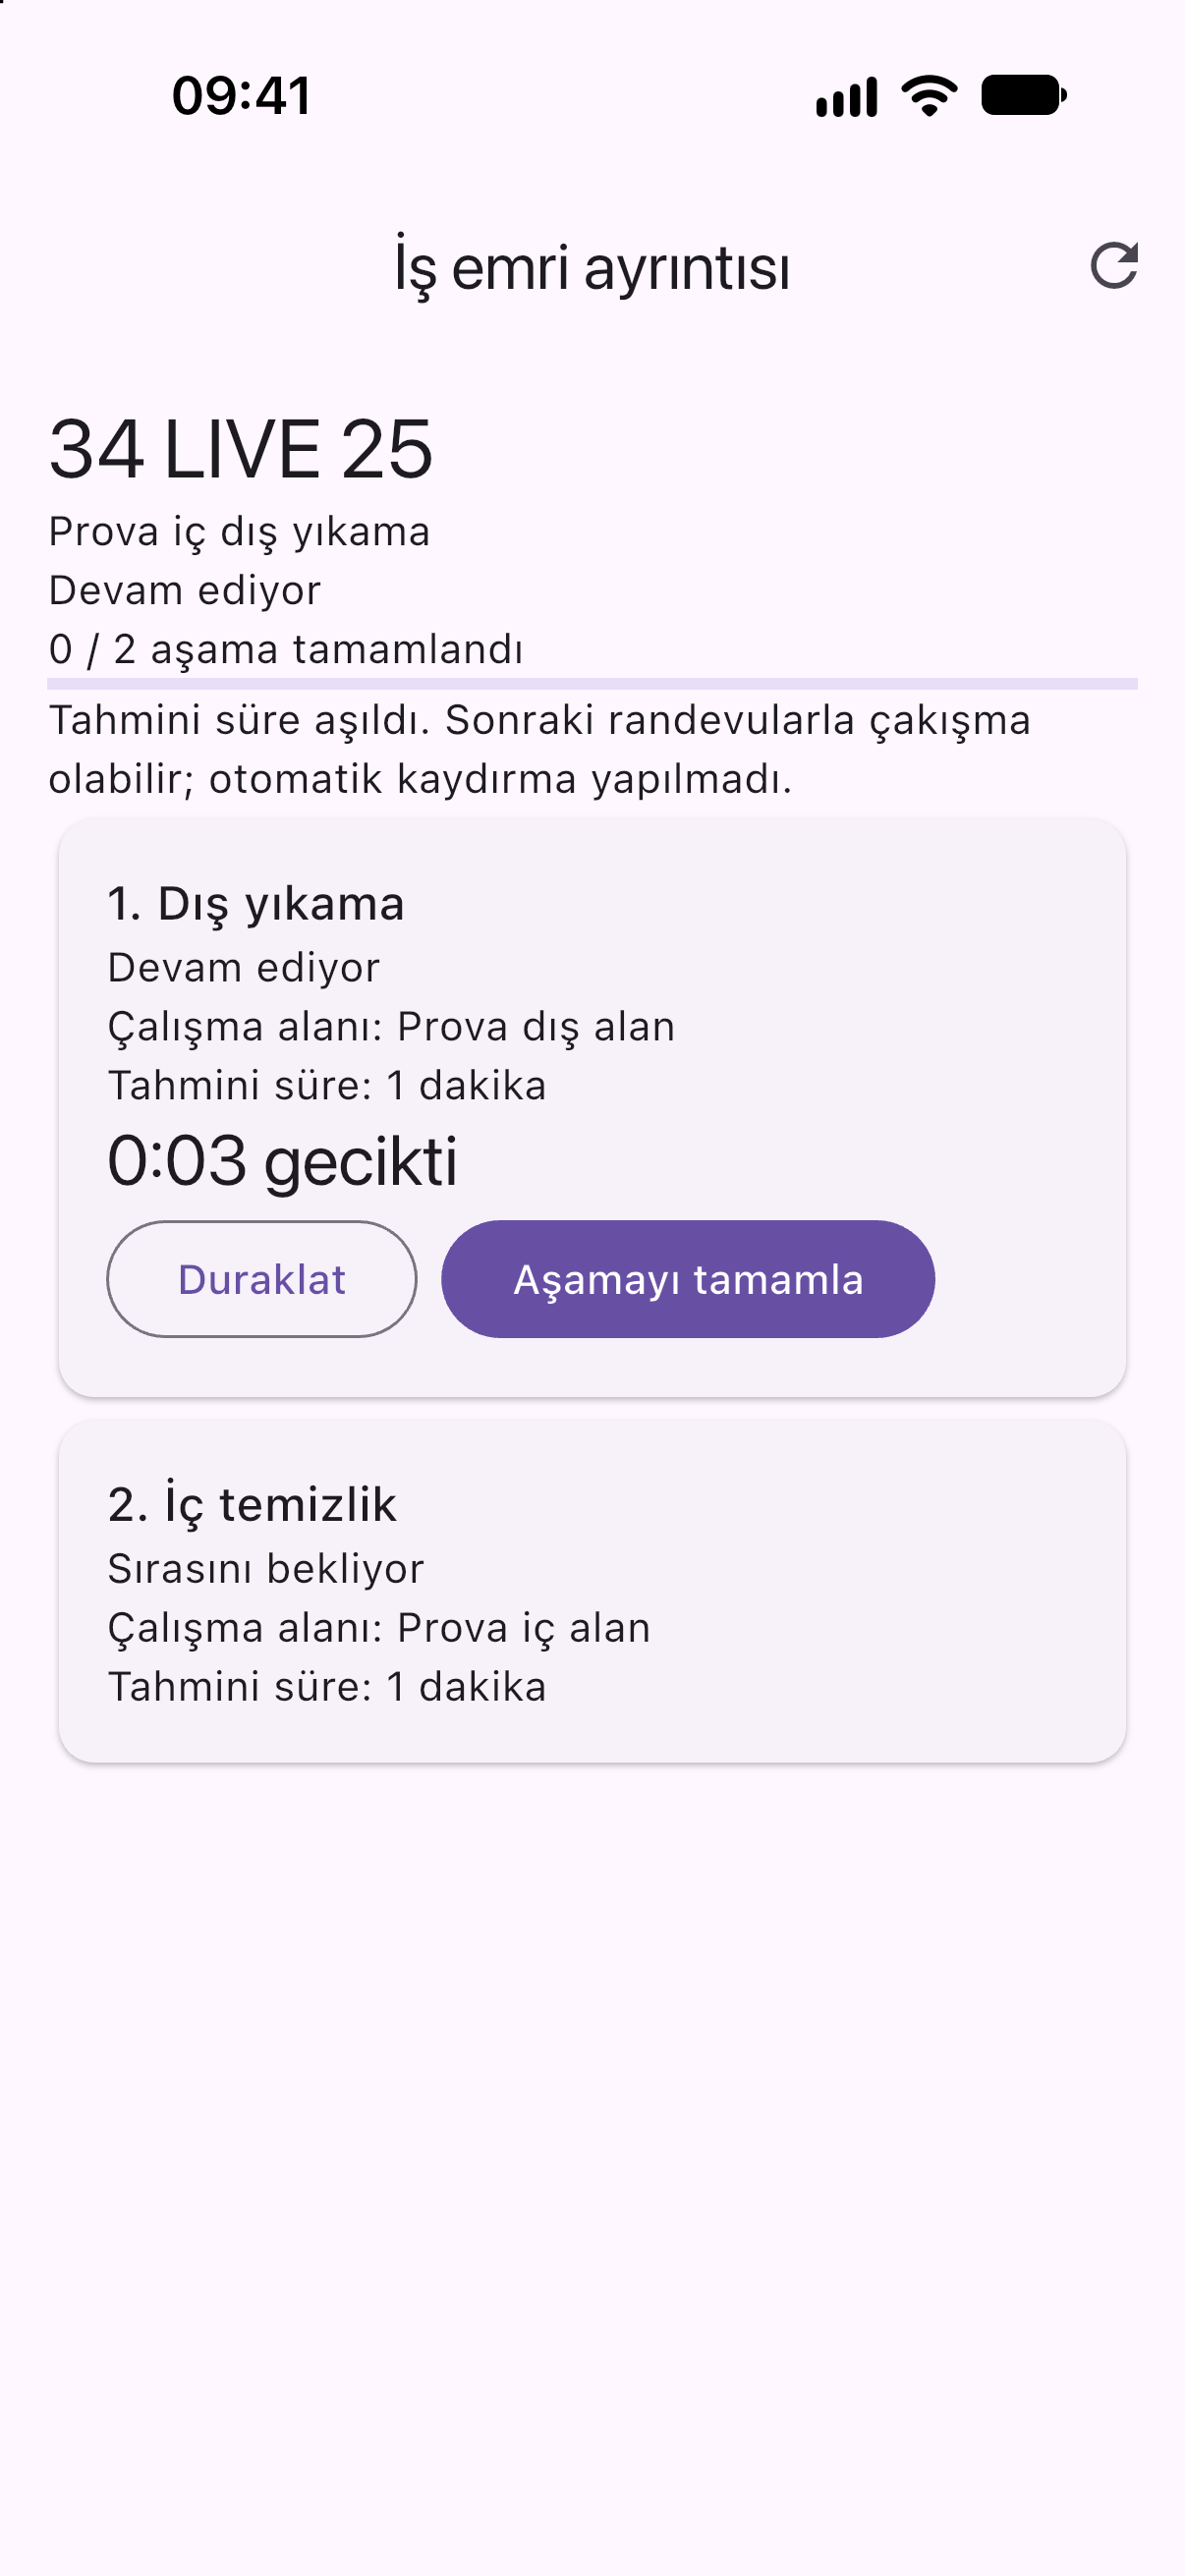 09:41
İş emri ayrıntısı
34 LIVE 25
Prova iç dış yıkama
Devam ediyor
0 / 2 aşama tamamlandı
Tahmini süre aşıldı. Sonraki randevularla çakışma
olabilir; otomatik kaydırma yapılmadı.
1. Dış yıkama
Devam ediyor
Çalışma alanı: Prova dış alan
Tahmini süre: 1 dakika
0:03 gecikti
Duraklat
Aşamayı tamamla
2. İç temizlik
Sırasını bekliyor
Çalışma alanı: Prova iç alan
Tahmini süre: 1 dakika